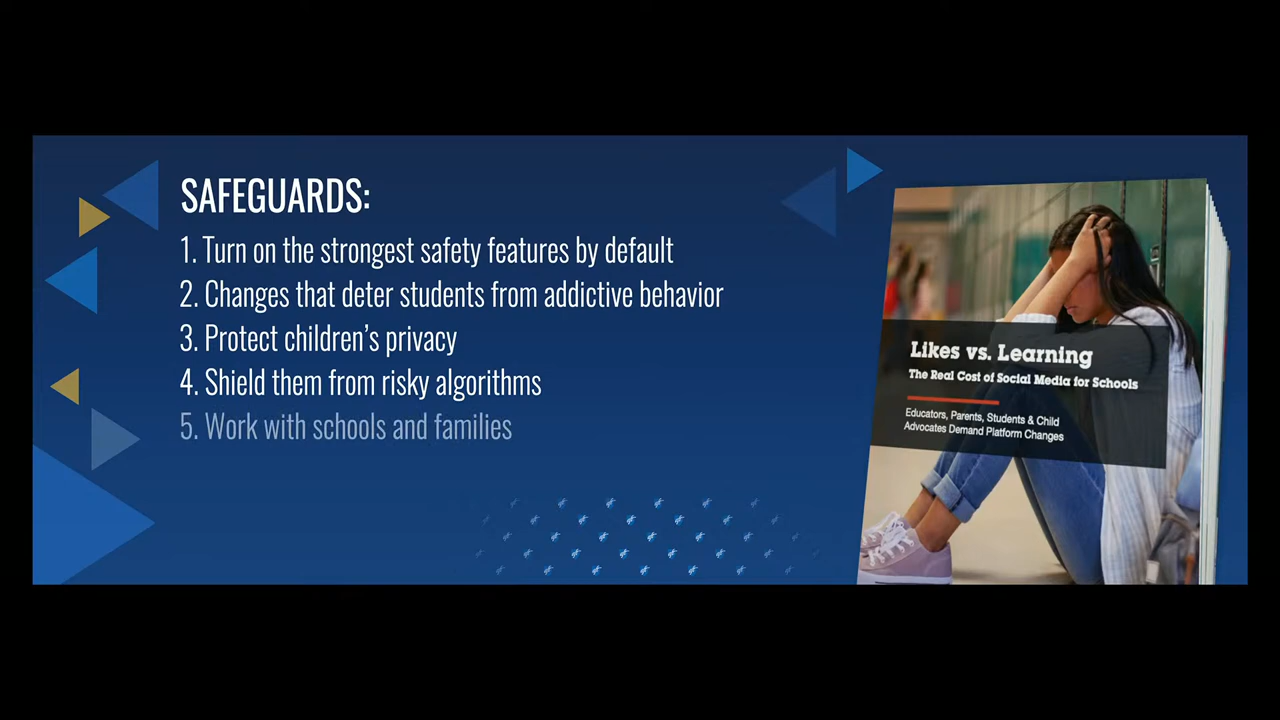 SAFEGUARDS:
1. Turn on the strongest safety features by default
2. Changes that deter students from addictive behavior
3. Protect children’s privacy
4. Shield them from risky algorithms
5. Work with schools and families
Likes vs. Learning
The Real Cost of Social Media for Schools
Educators, Parents, Students & Child
Advocates Demand Platform Changes